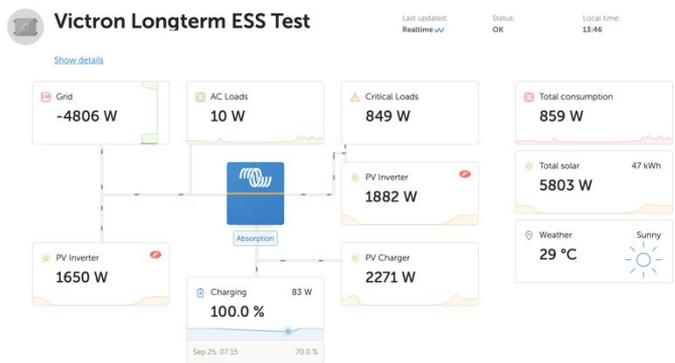 Victron Longterm ESS Test
Last updated:
Realtime
Status:
OK
Local time:
13:46
Show details
Grid
-4806 W
AC Loads
10 W
Critical Loads
849 W
Total consumption
859 W
PV Inverter
1882 W
Total solar
47 kWh
5803 W
Absorption
PV Inverter
1650 W
PV Charger
2271 W
Weather
Sunny
29 °C
Charging
83 W
100.0 %
Sep 25, 07:15
70.0 %